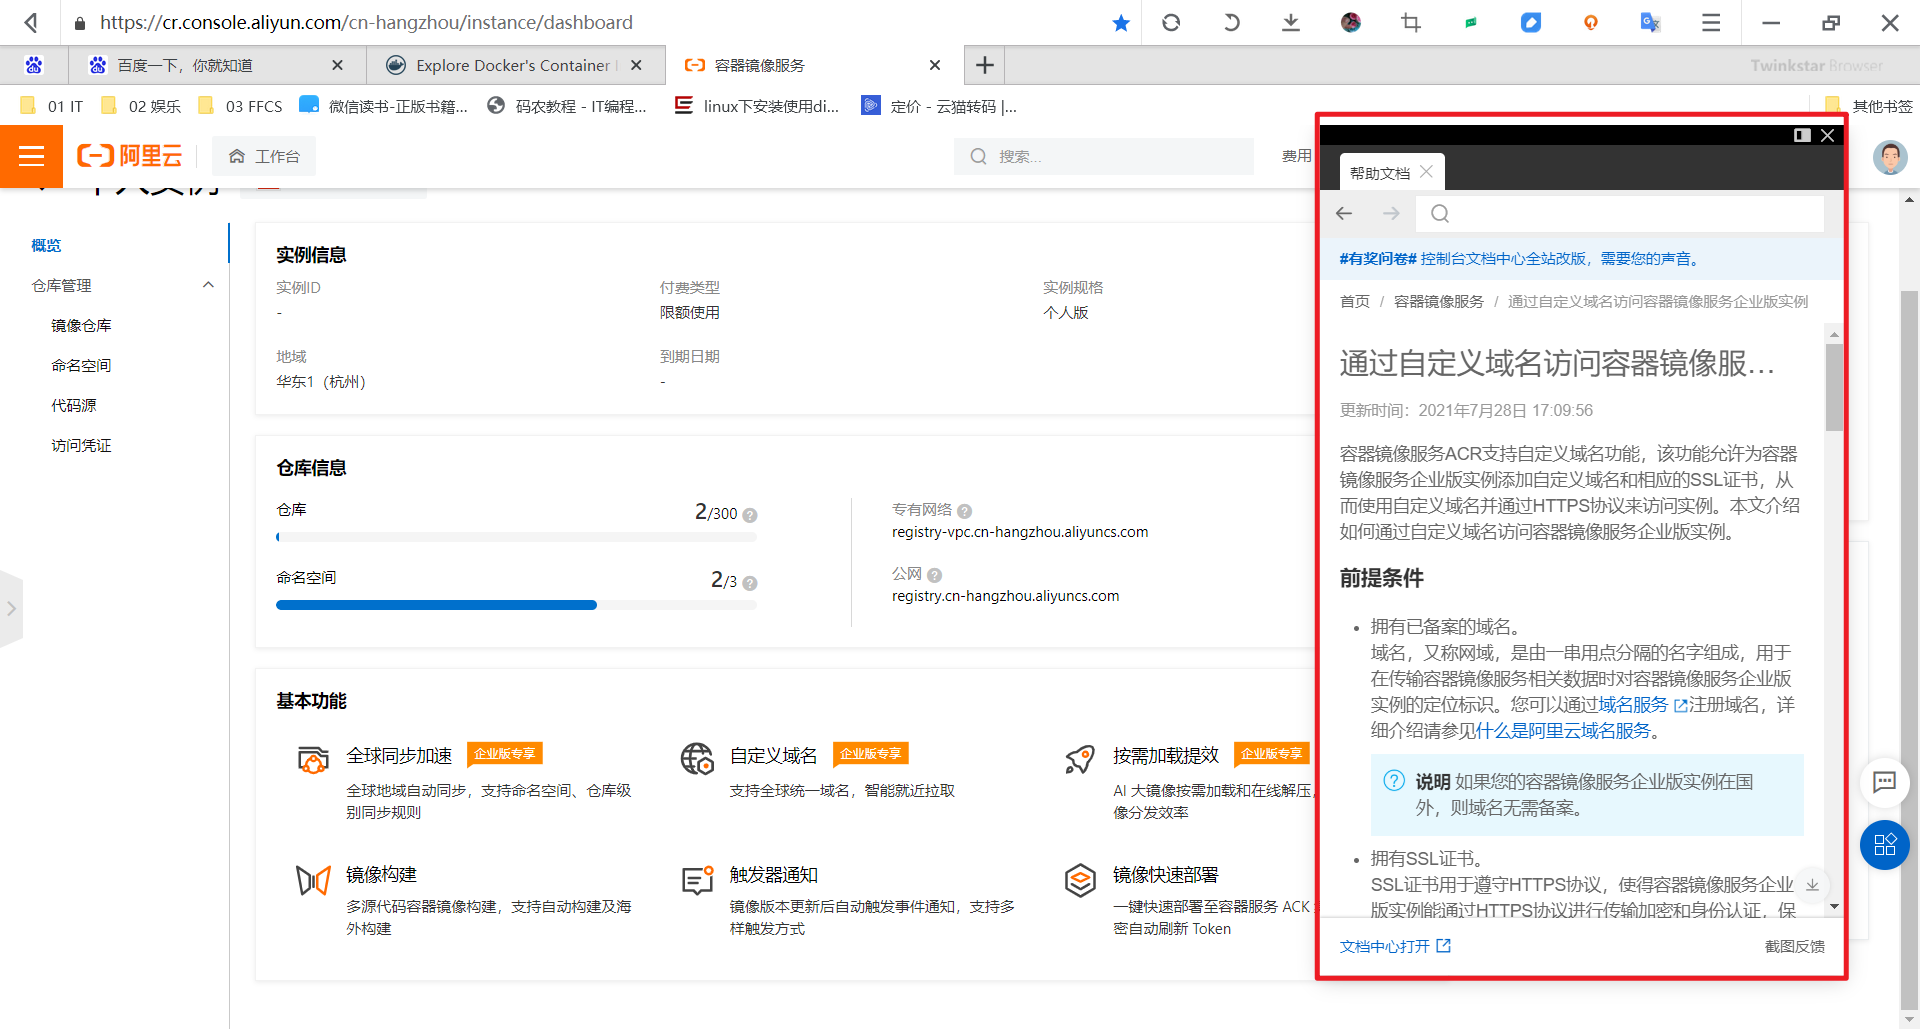 https://cr.console.aliyun.com/cn-hangzhou/instance/dashboard
百度一下，你就知道
Explore Docker's Container
容器镜像服务
Twinkstar Browser
01 IT
02 娱乐
03 FFCS
微信读书-正版书籍...
码农教程 - IT编程...
linux下安装使用di...
定价 - 云猫转码 |...
其他书签
阿里云
工作台
搜索...
费用
个人实例
概览
仓库管理
镜像仓库
命名空间
代码源
访问凭证
实例信息
实例ID
-
付费类型
限额使用
实例规格
个人版
地域
华东1（杭州）
到期日期
-
仓库信息
仓库
2/300
命名空间
2/3
专有网络
registry-vpc.cn-hangzhou.aliyuncs.com
公网
registry.cn-hangzhou.aliyuncs.com
基本功能
全球同步加速
企业版专享
全球地域自动同步，支持命名空间、仓库级
别同步规则
自定义域名
企业版专享
支持全球统一域名，智能就近拉取
按需加载提效
企业版专享
AI 大镜像按需加载和在线解压，
像分发效率
镜像构建
多源代码容器镜像构建，支持自动构建及海
外构建
触发器通知
镜像版本更新后自动触发事件通知，支持多
样触发方式
镜像快速部署
一键快速部署至容器服务 ACK
密自动刷新 Token
帮助文档
#有奖问卷# 控制台文档中心全站改版，需要您的声音。
首页 / 容器镜像服务 / 通过自定义域名访问容器镜像服务企业版实例
通过自定义域名访问容器镜像服...
更新时间：2021年7月28日 17:09:56
容器镜像服务ACR支持自定义域名功能，该功能允许为容器
镜像服务企业版实例添加自定义域名和相应的SSL证书，从
而使用自定义域名并通过HTTPS协议来访问实例。本文介绍
如何通过自定义域名访问容器镜像服务企业版实例。
前提条件
• 拥有已备案的域名。
域名，又称网域，是由一串用点分隔的名字组成，用于
在传输容器镜像服务相关数据时对容器镜像服务企业版
实例的定位标识。您可以通过域名服务注册域名，详
细介绍请参见什么是阿里云域名服务。
说明 如果您的容器镜像服务企业版实例在国
外，则域名无需备案。
• 拥有SSL证书。
SSL证书用于遵守HTTPS协议，使得容器镜像服务企业
版实例能通过HTTPS协议进行传输加密和身份认证，保
文档中心打开
截图反馈